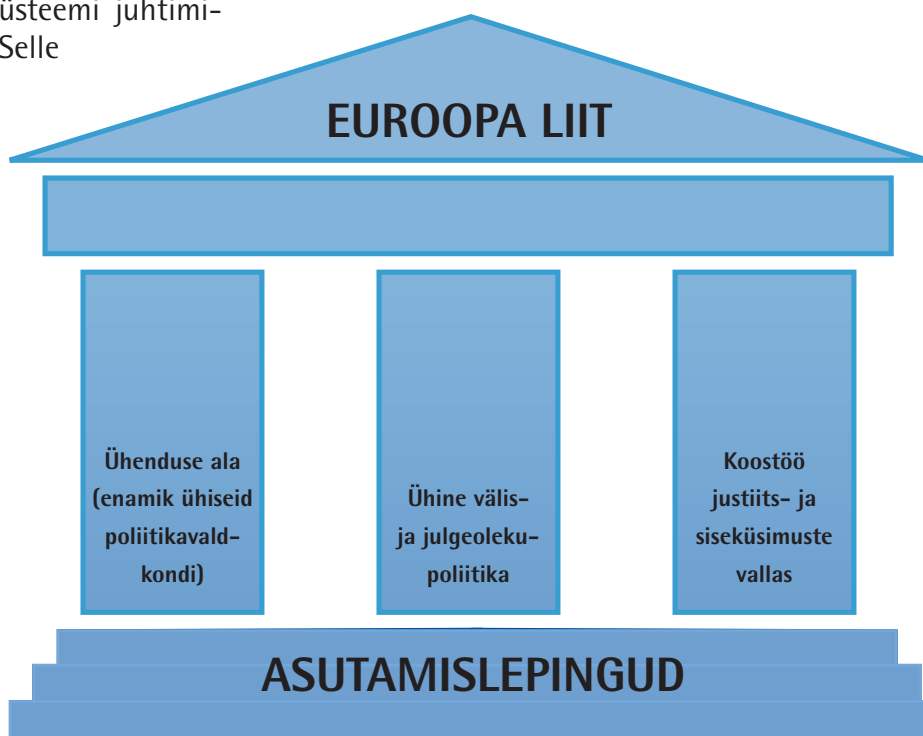 üsteemi juhtimi-
Selle
EUROOPA LIIT
Ühenduse ala
(enamik ühiseid
poliitikavald-
kondi)
Ühine välis-
ja julgeoleku-
poliitika
Koostöö
justiits- ja
siseküsimuste
vallas
ASUTAMISLEPINGUD